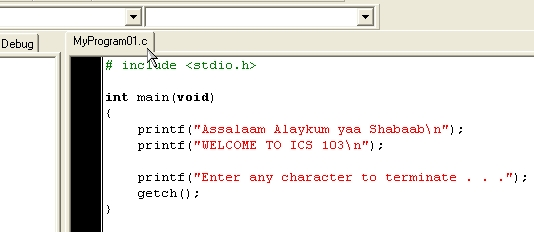 Debug
MyProgram01.c
# include <stdio.h>
int main(void)
{
printf("Assalaam Alaykum yaa Shabaab\n");
printf("WELCOME TO ICS 103\n");
printf("Enter any character to terminate . . .");
getch();
}